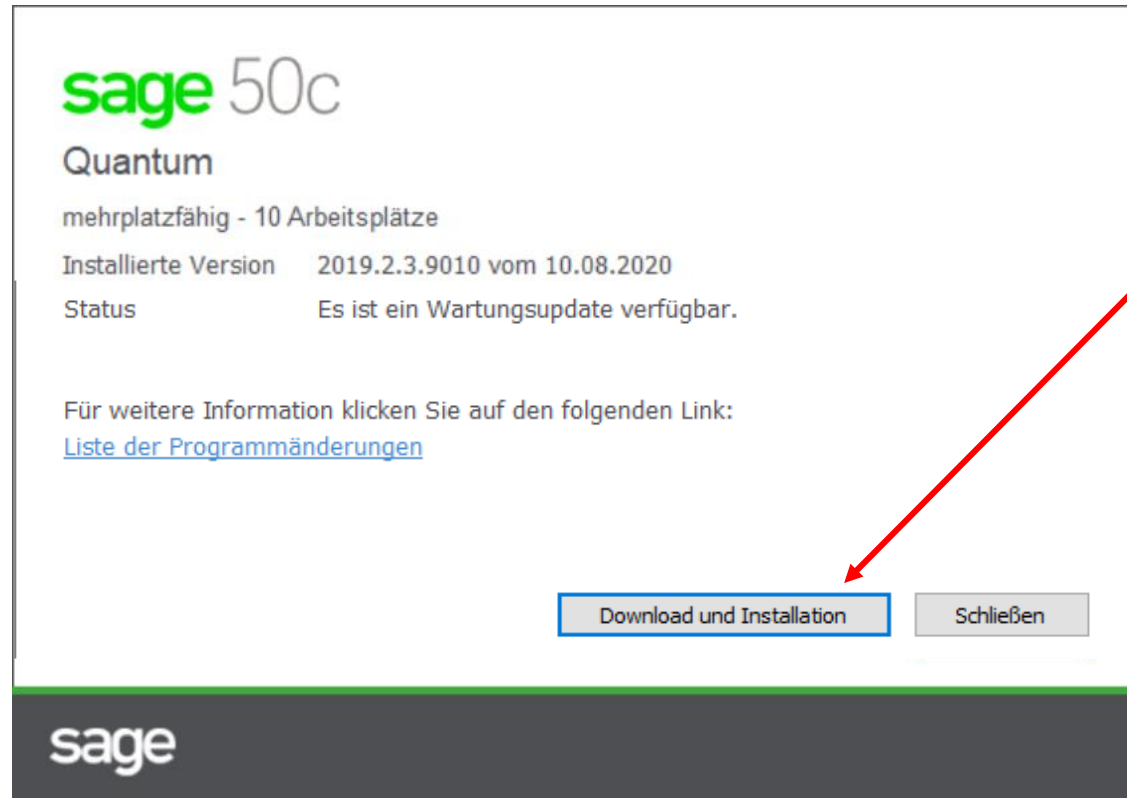 sage 50c
Quantum
mehrplatzfähig - 10 Arbeitsplätze
Installierte Version 2019.2.3.9010 vom 10.08.2020
Status Es ist ein Wartungsupdate verfügbar.
Für weitere Information klicken Sie auf den folgenden Link:
Liste der Programmänderungen
Download und Installation Schließen
sage